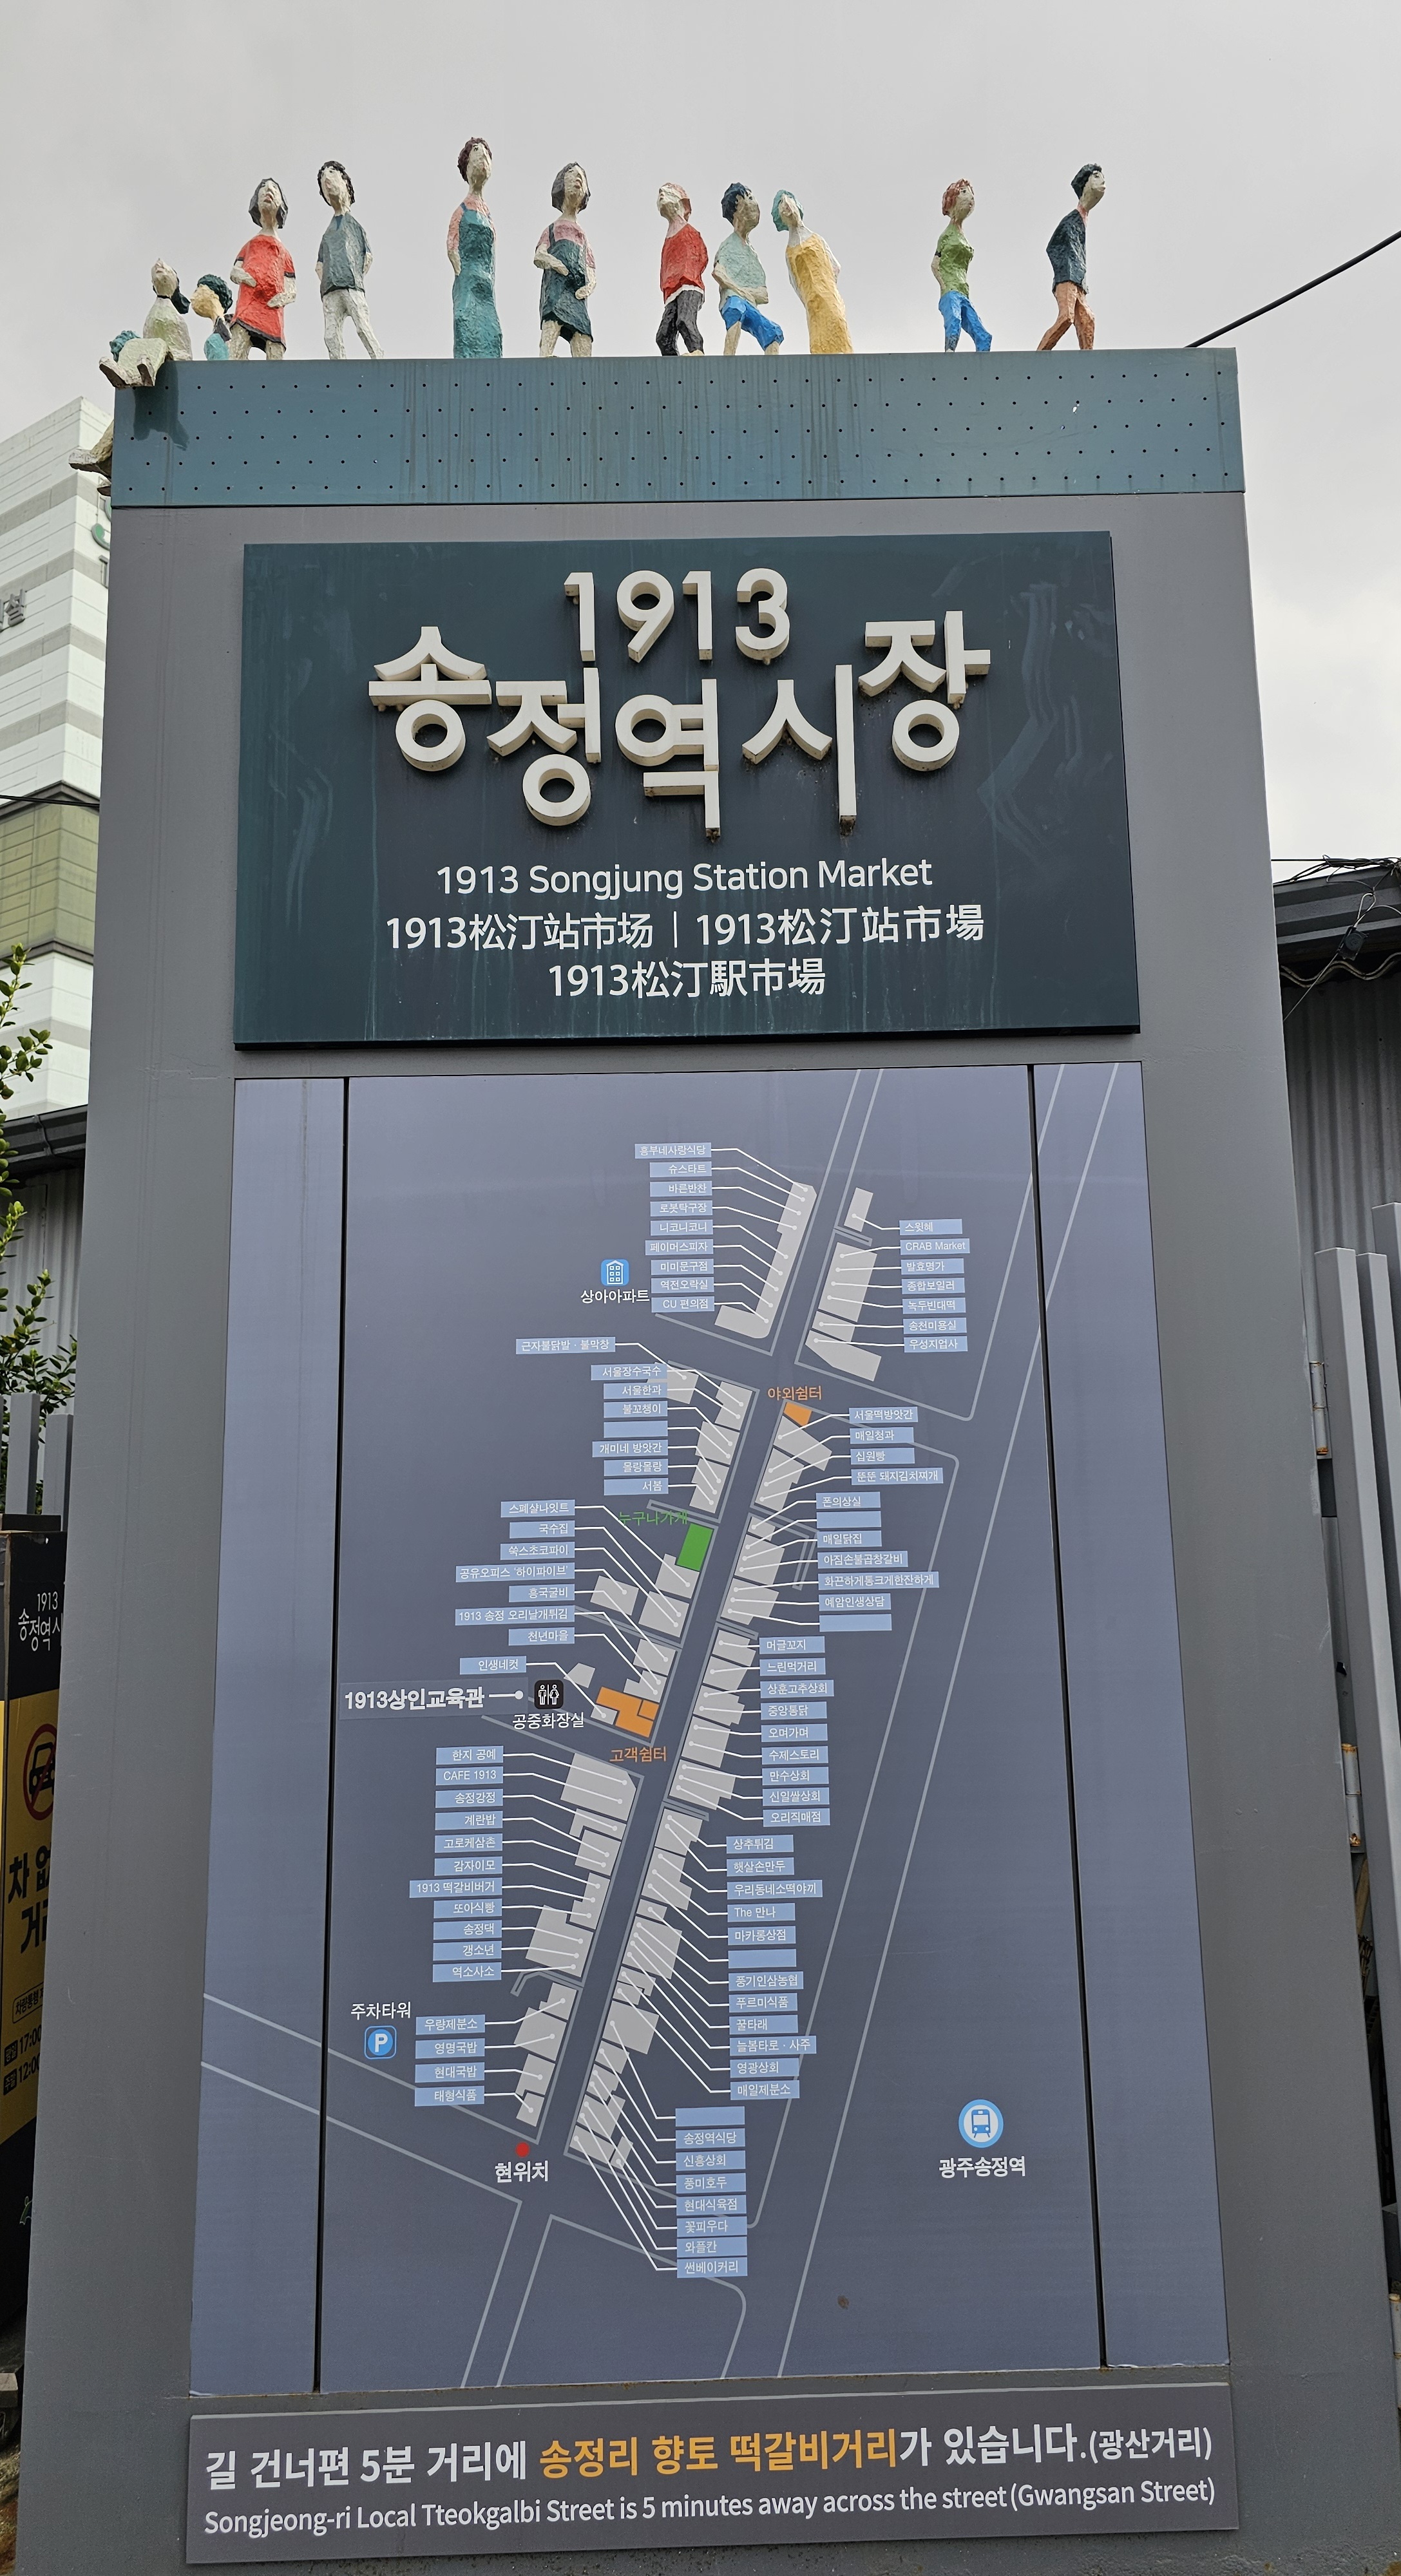 1913
송정역시장
1913 Songjung Station Market
1913松汀站市场 | 1913松汀站市場
1913松汀駅市場
흥부네사랑식당
슈스타트
바른반찬
로봇탁구장
니코니코니
페이머스피자
미미문구점
역전오락실
CU 편의점
상아아파트
스윗혜
CRAB Market
발효명가
종합보일러
녹두빈대떡
송천미용실
우성지업사
근자불닭발 · 불막창
서울장수국수
서울한과
불꼬챙이
개미네 방앗간
몰랑몰랑
서봄
야외쉼터
서울떡방앗간
매일청과
십원빵
뚠뚠 돼지김치찌개
누구나가게
스페샬나잇트
국수집
쑥스초코파이
공유오피스 '하이파이브'
흥국굴비
1913 송정 오리날개튀김
천년마을
인생네컷
폰의상실
매일닭집
아짐손불곱창갈비
화끈하게통크게한잔하게
예암인생상담
1913상인교육관
공중화장실
고객쉼터
머글꼬지
느린먹거리
상훈고추상회
중앙통닭
오며가며
수제스토리
만수상회
신일쌀상회
오리직매점
한지 공예
CAFE 1913
송정강정
계란밥
고로케삼촌
감자이모
1913 떡갈비버거
또아식빵
송정댁
갱소년
역소사소
상추튀김
햇살손만두
우리동네소떡야끼
The 만나
마카롱상점
풍기인삼농협
푸르미식품
꿀타래
늘봄타로 · 사주
영광상회
매일제분소
주차타워
P
우량제분소
영명국밥
현대국밥
태형식품
현위치
송정역식당
신흥상회
풍미호두
현대식육점
꽃피우다
와플칸
썬베이커리
광주송정역
길 건너편 5분 거리에 송정리 향토 떡갈비거리가 있습니다.(광산거리)
Songjeong-ri Local Tteokgalbi Street is 5 minutes away across the street (Gwangsan Street)
1913
송정역시
차 없
거리
17:00
12:00